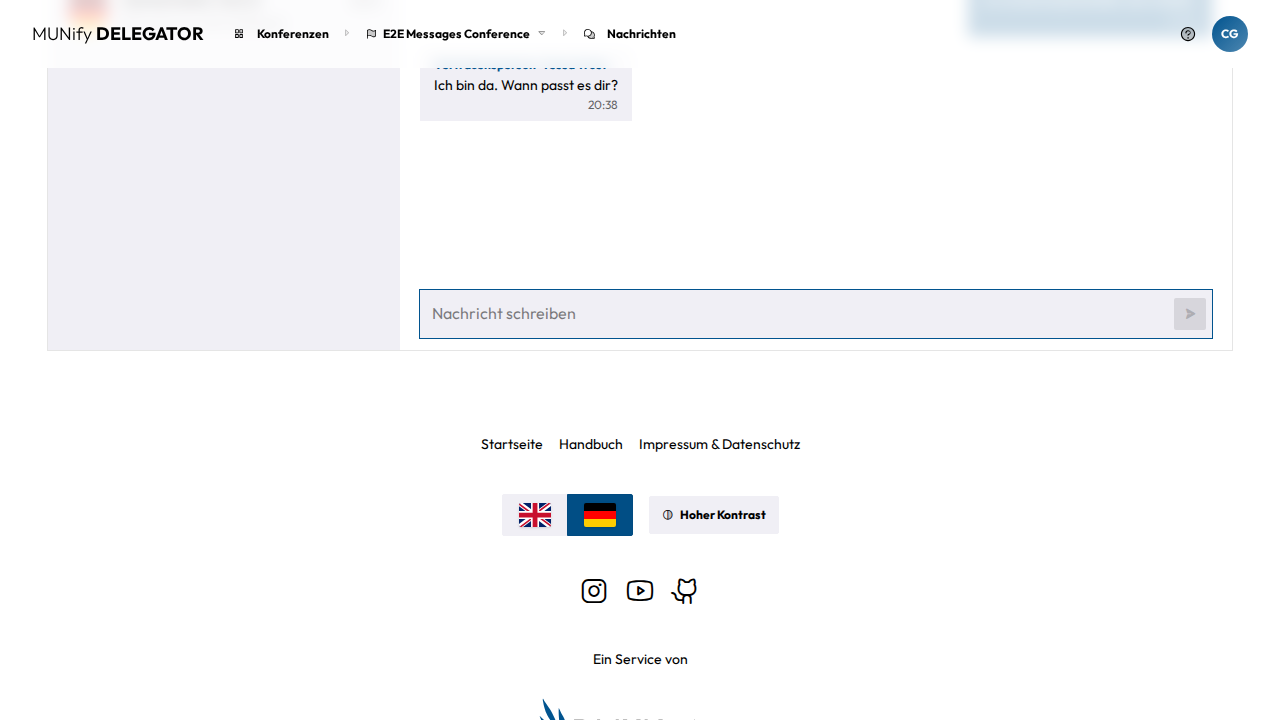 MUNify DELEGATOR
Konferenzen
E2E Messages Conference
Nachrichten
CG
Ich bin da. Wann passt es dir?
20:38
Nachricht schreiben
Startseite Handbuch Impressum & Datenschutz
Hoher Kontrast
Ein Service von